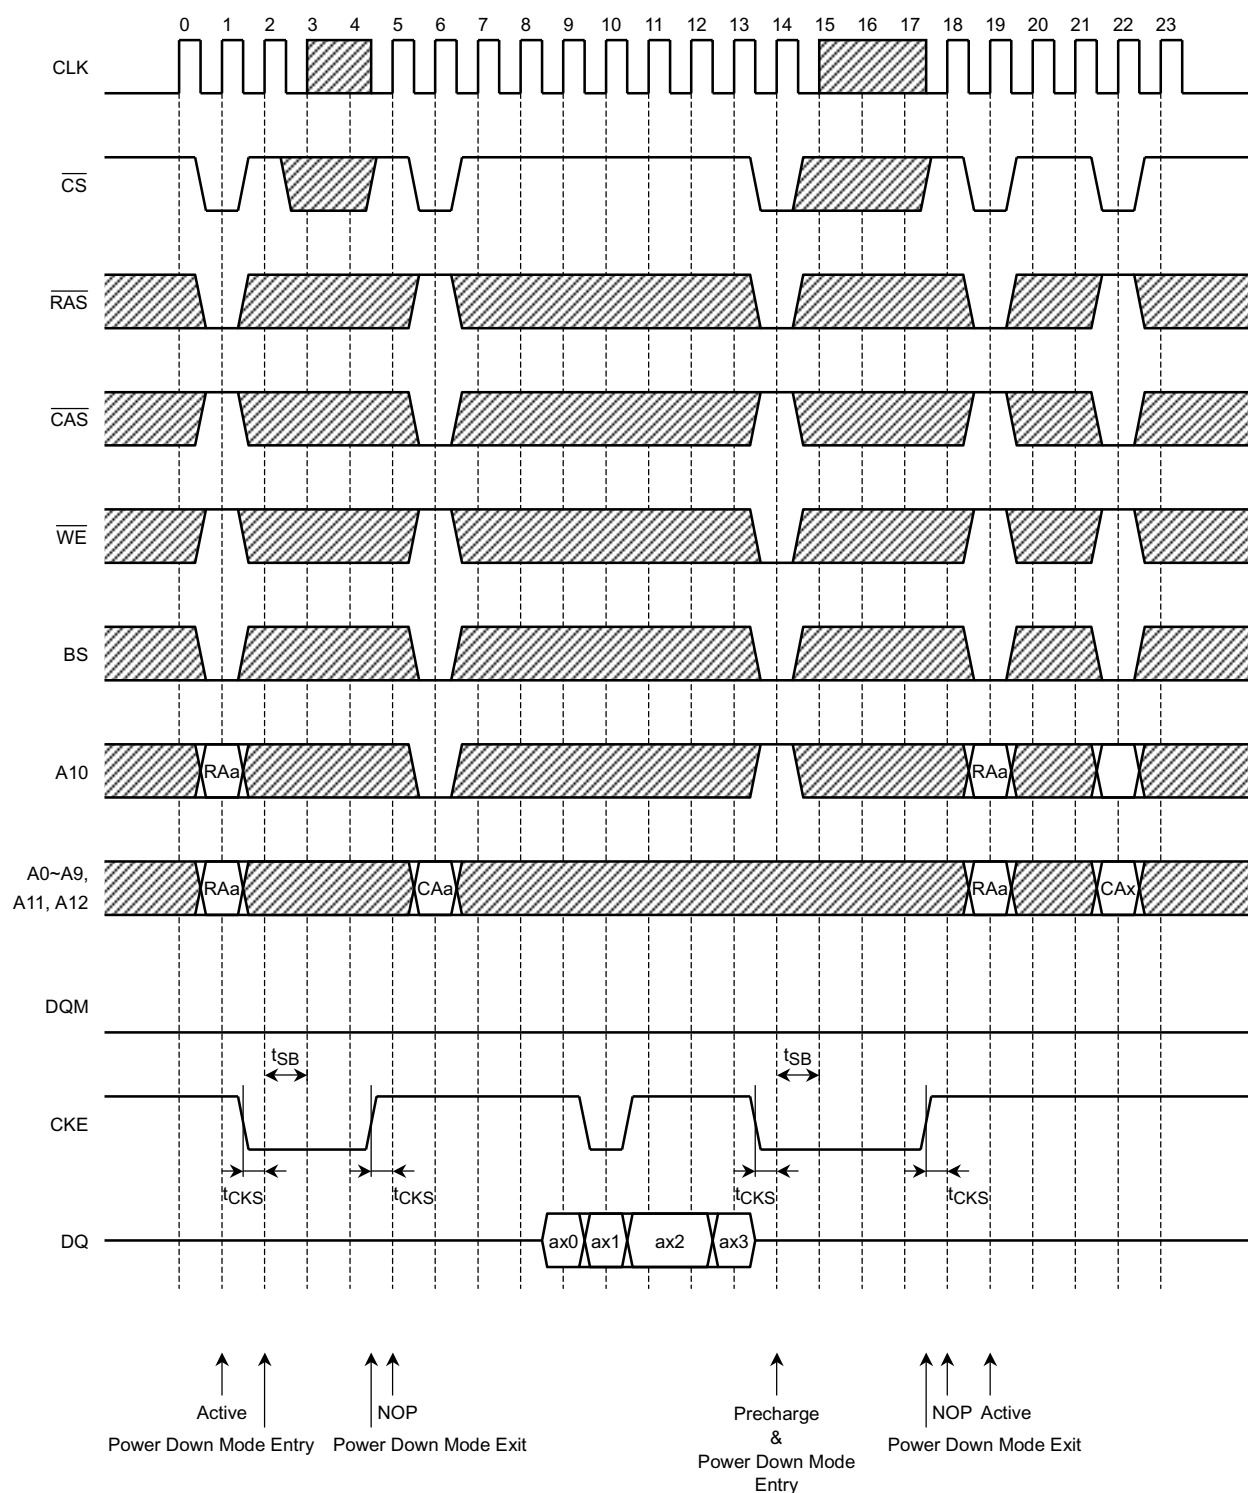 0 1 2 3 4 5 6 7 8 9 10 11 12 13 14 15 16 17 18 19 20 21 22 23
CLK
CS
RAS
CAS
WE
BS
A10 RAa RAa
A0~A9,
A11, A12
RAa CAa RAa CAx
DQM
tSB tSB
CKE
tCKS tCKS tCKS tCKS
DQ ax0 ax1 ax2 ax3
Active NOP Precharge NOP Active
Power Down Mode Entry Power Down Mode Exit & Power Down Mode Exit
Power Down Mode
Entry